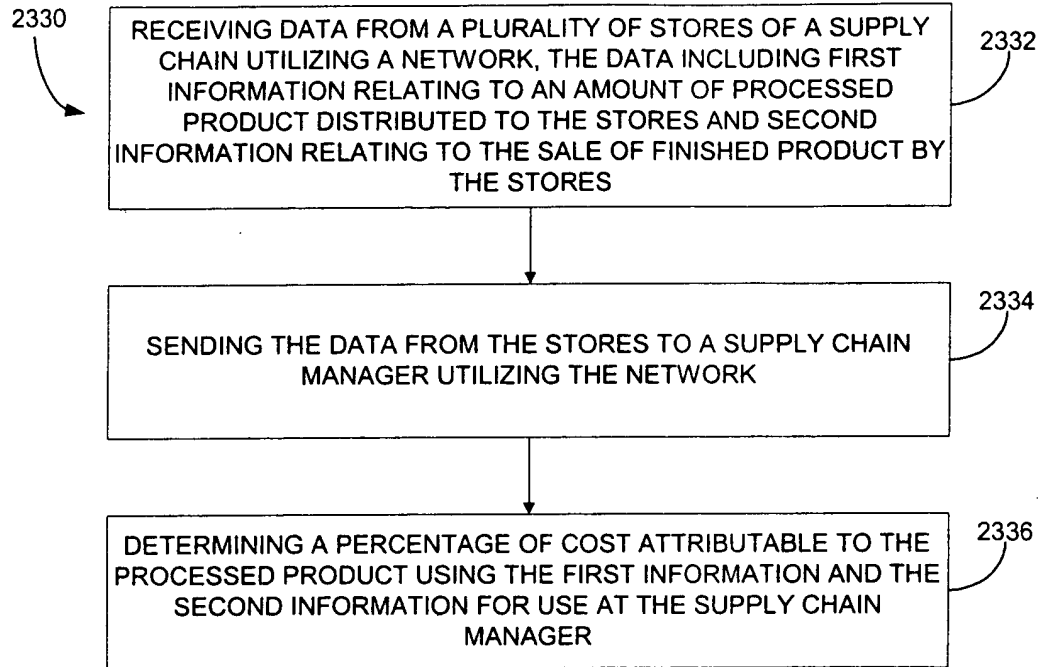 2330
RECEIVING DATA FROM A PLURALITY OF STORES OF A SUPPLY
CHAIN UTILIZING A NETWORK, THE DATA INCLUDING FIRST
INFORMATION RELATING TO AN AMOUNT OF PROCESSED
PRODUCT DISTRIBUTED TO THE STORES AND SECOND
INFORMATION RELATING TO THE SALE OF FINISHED PRODUCT BY
THE STORES
2332
SENDING THE DATA FROM THE STORES TO A SUPPLY CHAIN
MANAGER UTILIZING THE NETWORK
2334
DETERMINING A PERCENTAGE OF COST ATTRIBUTABLE TO THE
PROCESSED PRODUCT USING THE FIRST INFORMATION AND THE
SECOND INFORMATION FOR USE AT THE SUPPLY CHAIN
MANAGER
2336